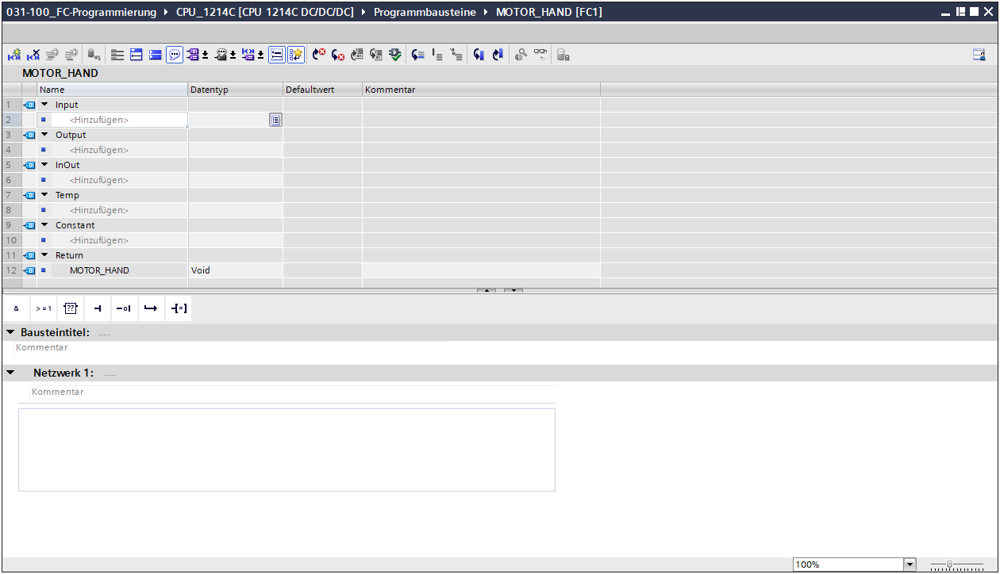 031-100_FC-Programmierung CPU_1214C [CPU 1214C DC/DC/DC] Programmbausteine MOTOR_HAND [FC1]
MOTOR_HAND
Name Datentyp Defaultwert Kommentar
1 Input
2 <Hinzufügen>
3 Output
4 <Hinzufügen>
5 InOut
6 <Hinzufügen>
7 Temp
8 <Hinzufügen>
9 Constant
10 <Hinzufügen>
11 Return
12 MOTOR_HAND Void
& >=1 ?? [=]
Bausteintitel: .....
Kommentar
Netzwerk 1: .....
Kommentar
100%